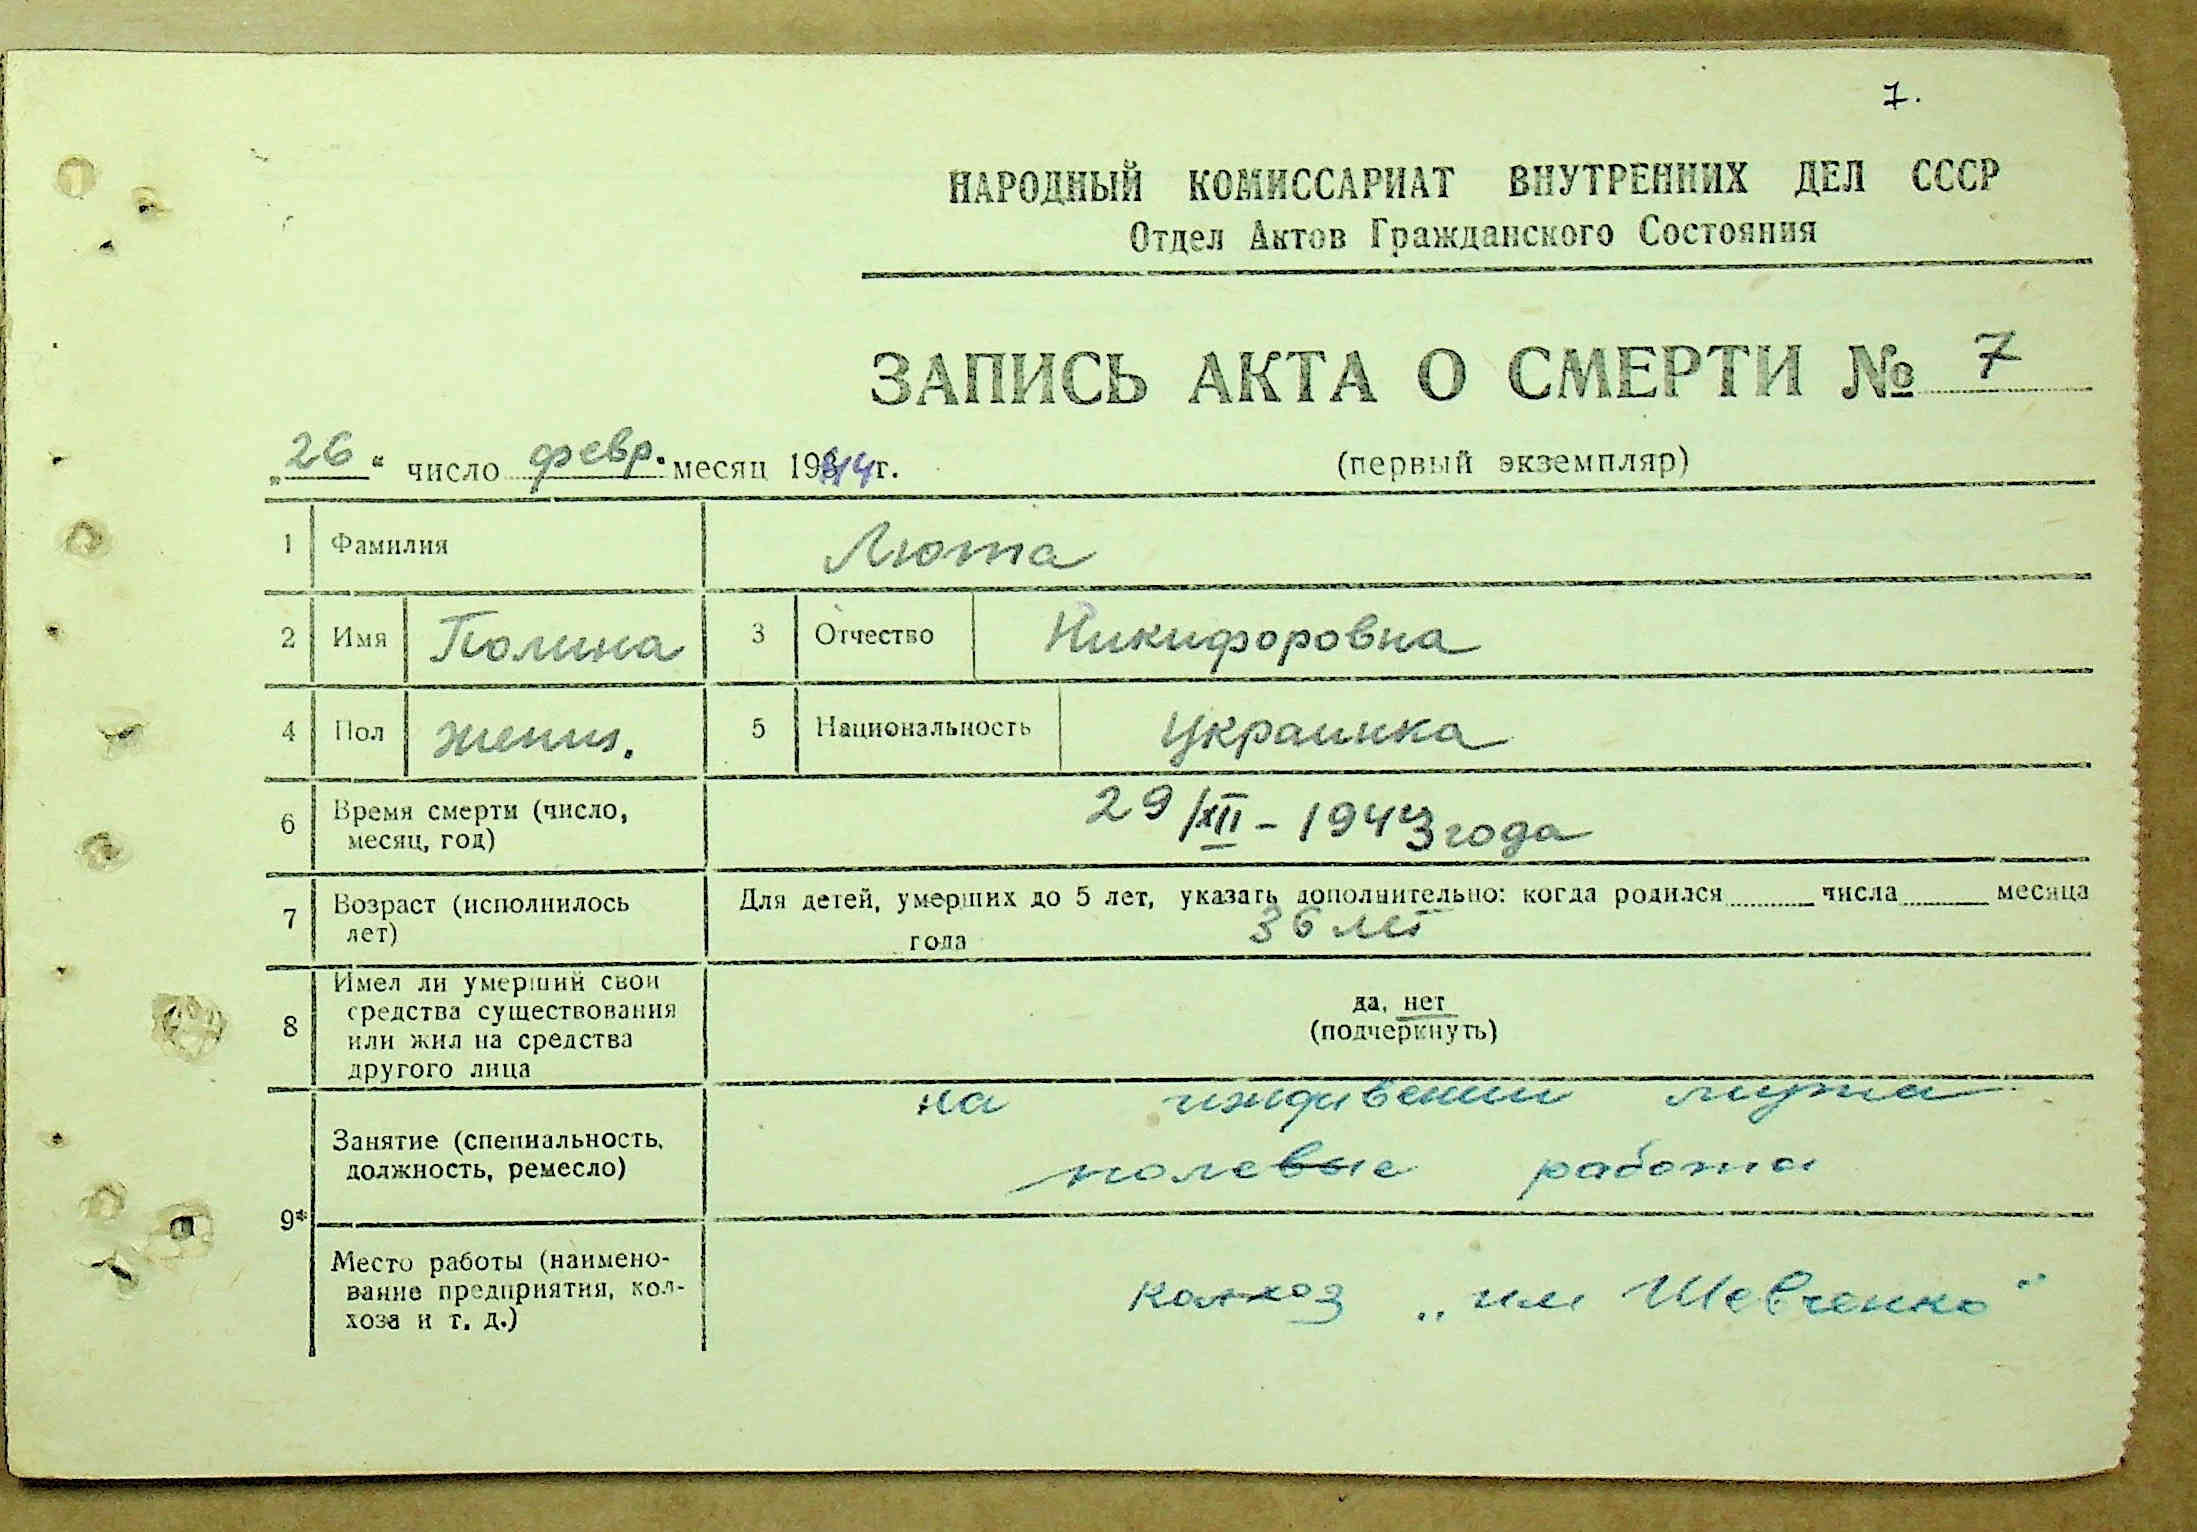 7.
НАРОДНЫЙ КОМИССАРИАТ ВНУТРЕННИХ ДЕЛ СССР
Отдел Актов Гражданского Состояния
ЗАПИСЬ АКТА О СМЕРТИ № 7
„26“ число февр. месяц 1944г.
(первый экземпляр)
1 Фамилия Люта
2 Имя Полина 3 Отчество Никифоровна
4 Пол женщ. 5 Национальность Украинка
6 Время смерти (число, месяц, год) 29/XII – 1943 года
7 Возраст (исполнилось лет) Для детей, умерших до 5 лет, указать дополнительно: когда родился числа месяца
года 36 лет
8 Имел ли умерший свои средства существования или жил на средства другого лица да, нет
(подчеркнуть)
9* Занятие (специальность, должность, ремесло) на иждивении мужа
полевые работы
Место работы (наименование предприятия, колхоза и т. д.) колхоз „им Шевченко“